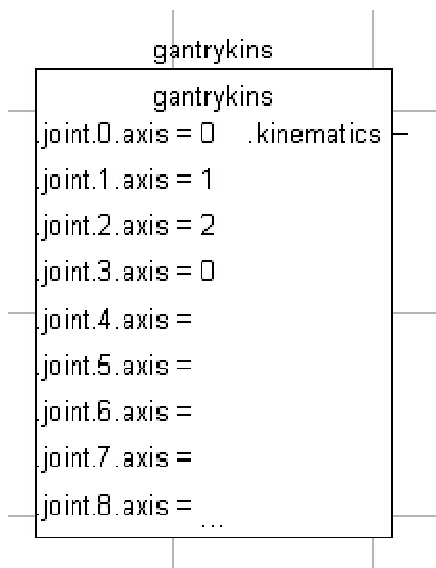 gantrykins
gantrykins
.joint.0.axis = 0 .kinematics
.joint.1.axis = 1
.joint.2.axis = 2
.joint.3.axis = 0
.joint.4.axis =
.joint.5.axis =
.joint.6.axis =
.joint.7.axis =
.joint.8.axis =
...